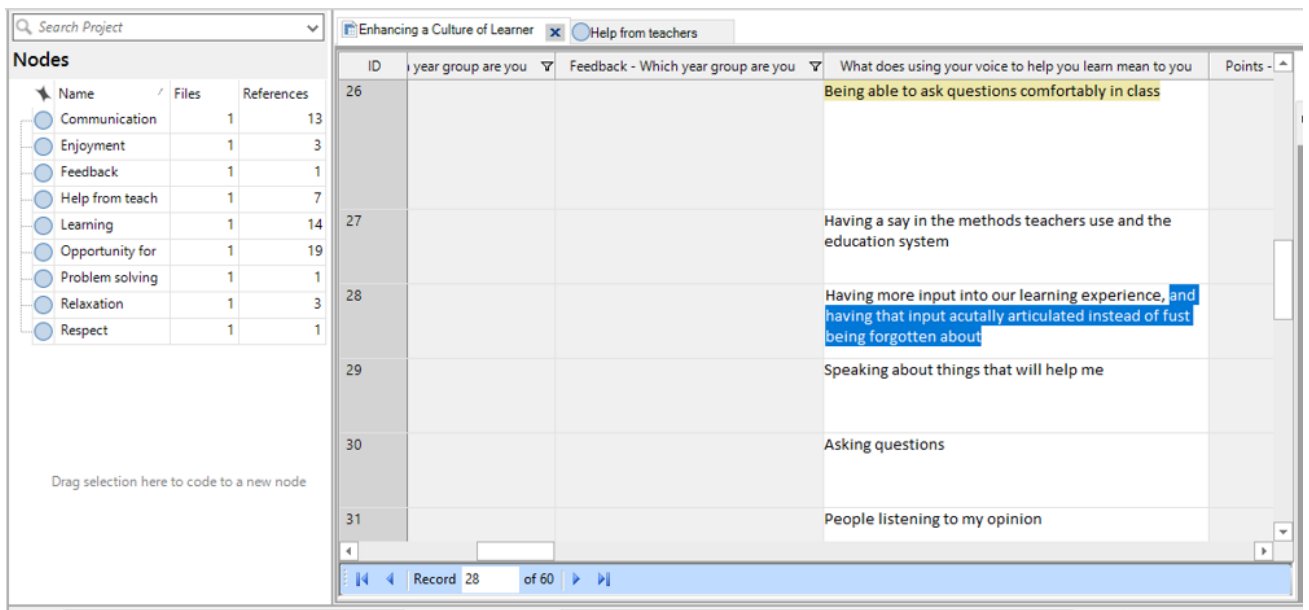 Search Project
Nodes
Name Files References
Communication 1 13
Enjoyment 1 3
Feedback 1 1
Help from teach 1 7
Learning 1 14
Opportunity for 1 19
Problem solving 1 1
Relaxation 1 3
Respect 1 1
Drag selection here to code to a new node
Enhancing a Culture of Learner Help from teachers
ID year group are you Feedback - Which year group are you What does using your voice to help you learn mean to you Points -
26 Being able to ask questions comfortably in class
27 Having a say in the methods teachers use and the
education system
28 Having more input into our learning experience, and
having that input acutally articulated instead of fust
being forgotten about
29 Speaking about things that will help me
30 Asking questions
31 People listening to my opinion
Record 28 of 60